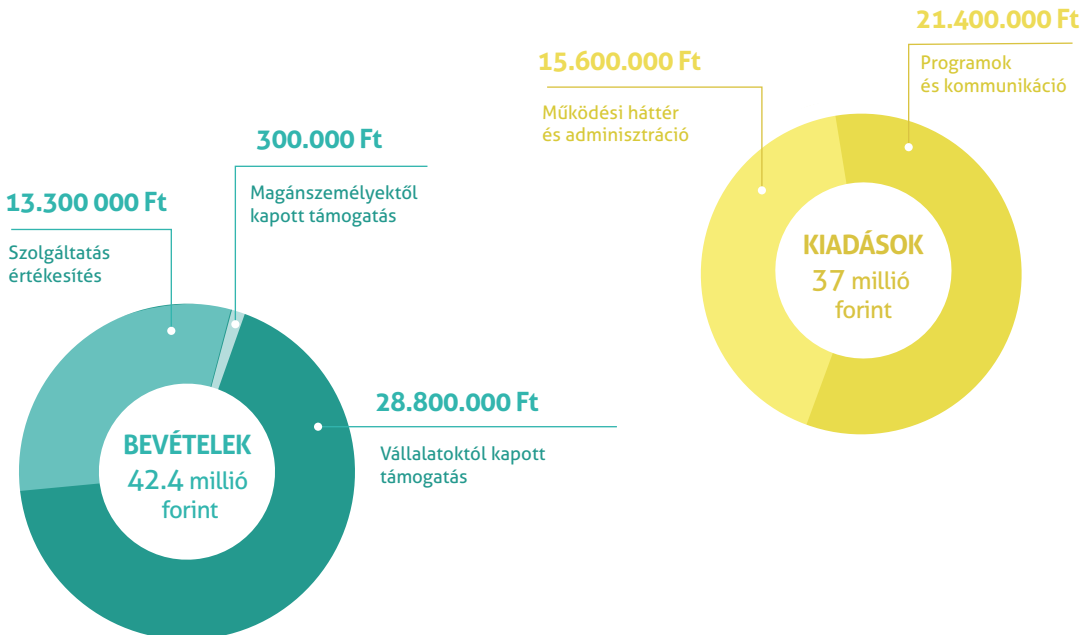 13.300 000 Ft
Szolgáltatás
értékesítés
300.000 Ft
Magánszemélyektől
kapott támogatás
28.800.000 Ft
Vállalatoktól kapott
támogatás
BEVÉTELEK
42.4 millió
forint
15.600.000 Ft
Működési háttér
és adminisztráció
21.400.000 Ft
Programok
és kommunikáció
KIADÁSOK
37 millió
forint